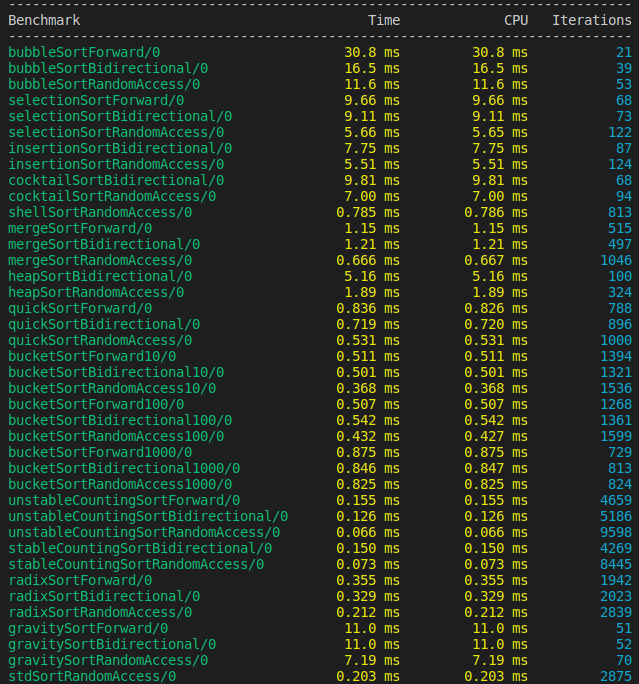 --------------------------------------------------------------------------------
Benchmark                                    Time             CPU   Iterations
--------------------------------------------------------------------------------
bubbleSortForward/0                       30.8 ms         30.8 ms           21
bubbleSortBidirectional/0                 16.5 ms         16.5 ms           39
bubbleSortRandomAccess/0                  11.6 ms         11.6 ms           53
selectionSortForward/0                    9.66 ms         9.66 ms           68
selectionSortBidirectional/0              9.11 ms         9.11 ms           73
selectionSortRandomAccess/0               5.66 ms         5.65 ms          122
insertionSortBidirectional/0              7.75 ms         7.75 ms           87
insertionSortRandomAccess/0               5.51 ms         5.51 ms          124
cocktailSortBidirectional/0               9.81 ms         9.81 ms           68
cocktailSortRandomAccess/0                7.00 ms         7.00 ms           94
shellSortRandomAccess/0                  0.785 ms        0.786 ms          813
mergeSortForward/0                        1.15 ms         1.15 ms          515
mergeSortBidirectional/0                  1.21 ms         1.21 ms          497
mergeSortRandomAccess/0                  0.666 ms        0.667 ms         1046
heapSortBidirectional/0                   5.16 ms         5.16 ms          100
heapSortRandomAccess/0                    1.89 ms         1.89 ms          324
quickSortForward/0                       0.836 ms        0.826 ms          788
quickSortBidirectional/0                 0.719 ms        0.720 ms          896
quickSortRandomAccess/0                  0.531 ms        0.531 ms         1000
bucketSortForward10/0                    0.511 ms        0.511 ms         1394
bucketSortBidirectional10/0              0.501 ms        0.501 ms         1321
bucketSortRandomAccess10/0               0.368 ms        0.368 ms         1536
bucketSortForward100/0                   0.507 ms        0.507 ms         1268
bucketSortBidirectional100/0             0.542 ms        0.542 ms         1361
bucketSortRandomAccess100/0              0.432 ms        0.427 ms         1599
bucketSortForward1000/0                  0.875 ms        0.875 ms          729
bucketSortBidirectional1000/0            0.846 ms        0.847 ms          813
bucketSortRandomAccess1000/0             0.825 ms        0.825 ms          824
unstableCountingSortForward/0            0.155 ms        0.155 ms         4659
unstableCountingSortBidirectional/0      0.126 ms        0.126 ms         5186
unstableCountingSortRandomAccess/0       0.066 ms        0.066 ms         9598
stableCountingSortBidirectional/0        0.150 ms        0.150 ms         4269
stableCountingSortRandomAccess/0         0.073 ms        0.073 ms         8445
radixSortForward/0                       0.355 ms        0.355 ms         1942
radixSortBidirectional/0                 0.329 ms        0.329 ms         2023
radixSortRandomAccess/0                  0.212 ms        0.212 ms         2839
gravitySortForward/0                      11.0 ms         11.0 ms           51
gravitySortBidirectional/0                11.0 ms         11.0 ms           52
gravitySortRandomAccess/0                 7.19 ms         7.19 ms           70
stdSortRandomAccess/0                    0.203 ms        0.203 ms         2875